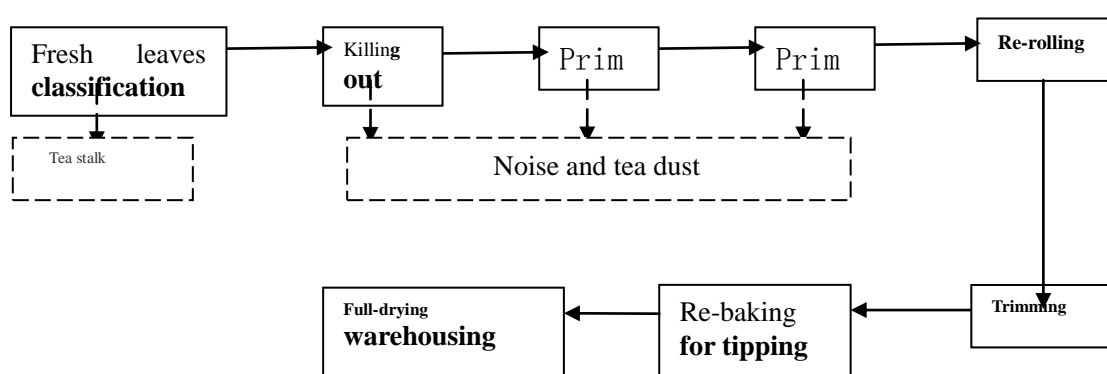 Fresh leaves
classification
Killing
out
Prim
Prim
Re-rolling
Tea stalk
Noise and tea dust
Full-drying
warehousing
Re-baking
for tipping
Trimming